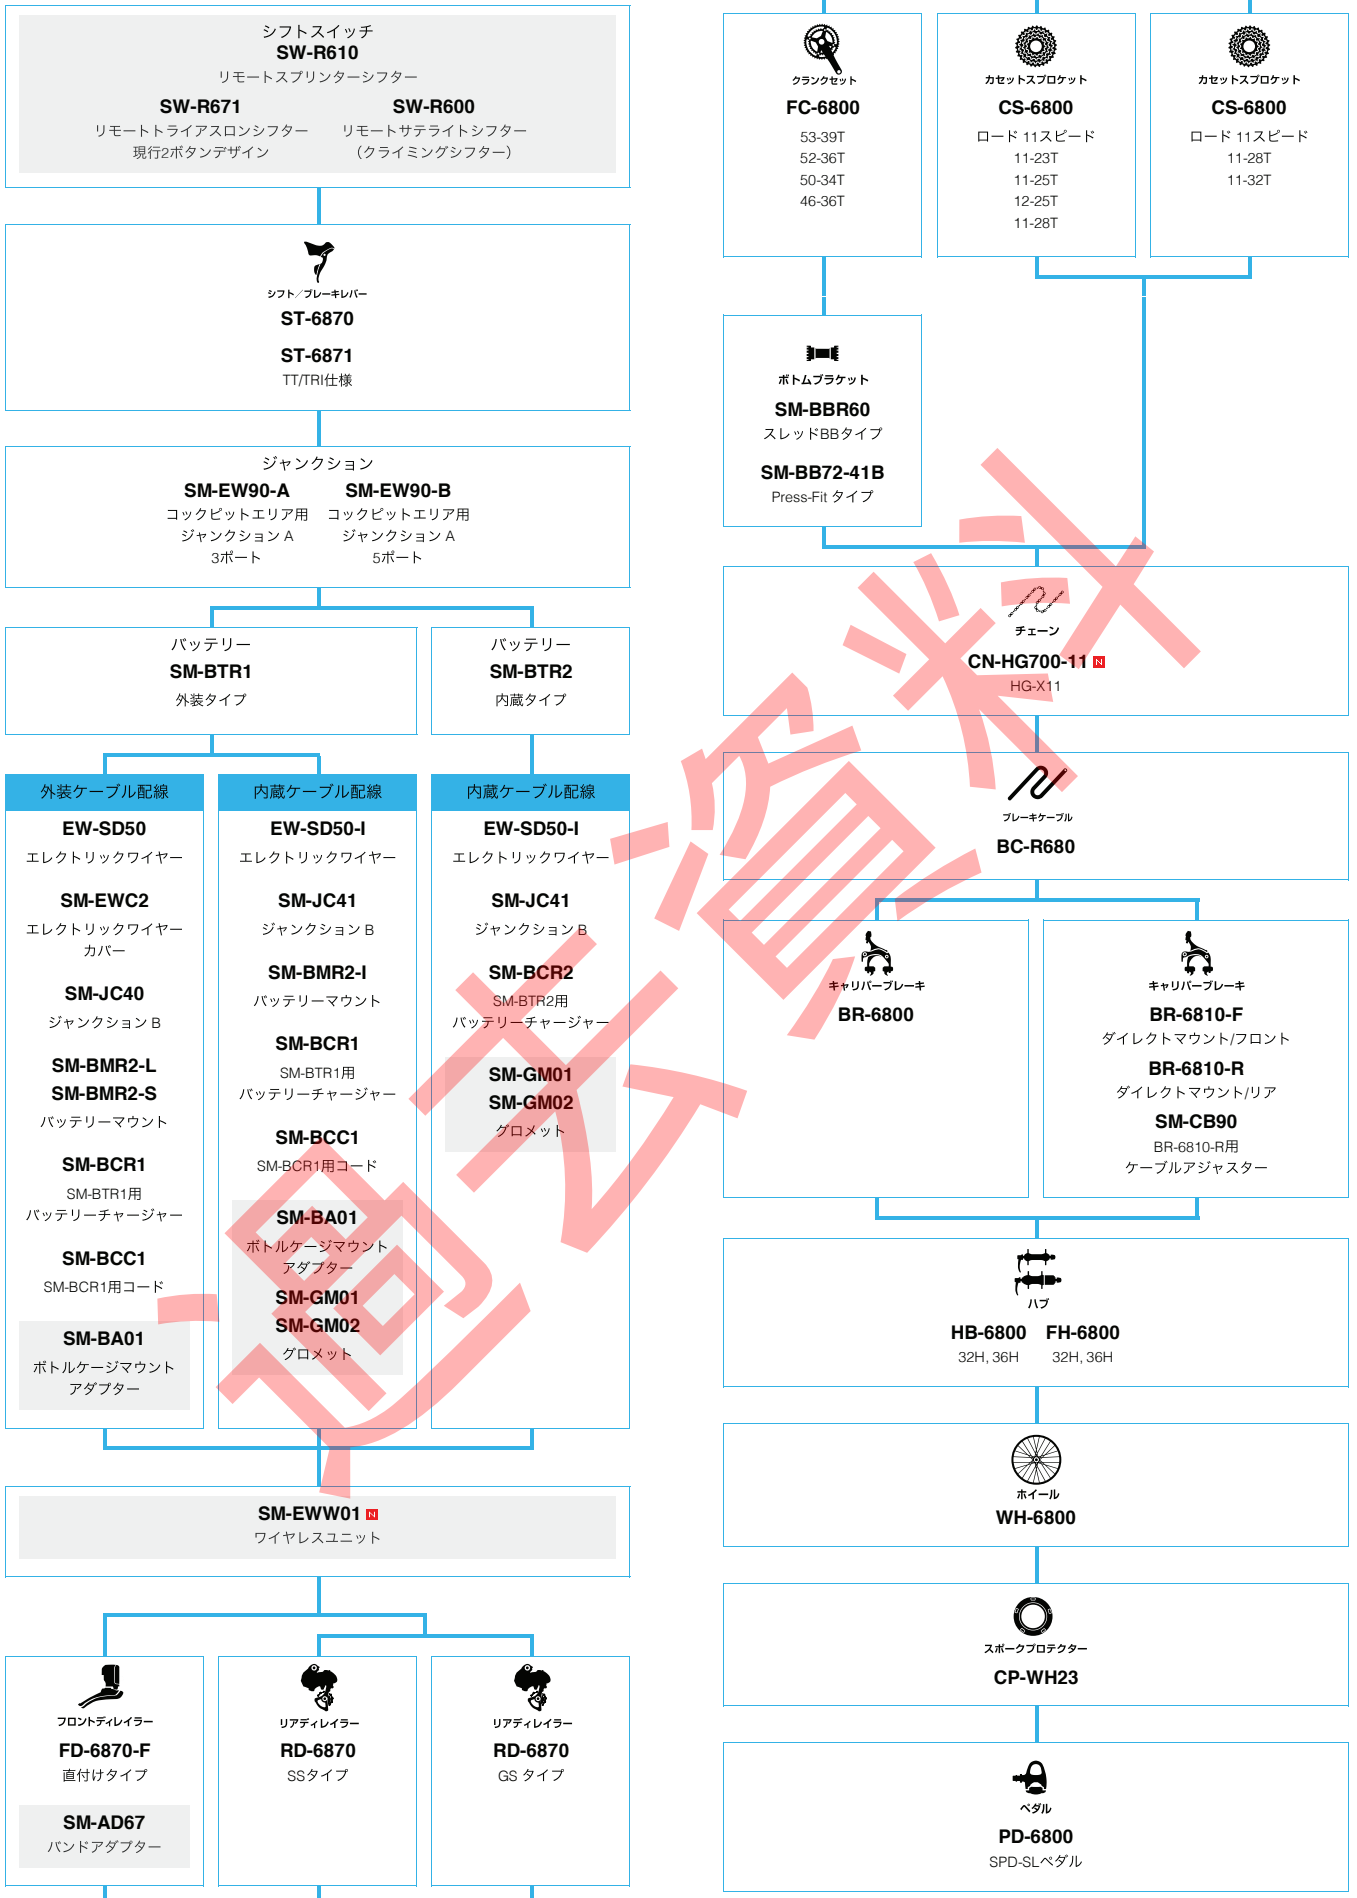 シフトスイッチ
SW-R610
リモートスプリンターシフター
SW-R671
リモートトライアスロンシフター
現行2ボタンデザイン
SW-R600
リモートサテライトシフター
（クライミングシフター）
シフト／ブレーキレバー
ST-6870
ST-6871
TT/TRI仕様
ジャンクション
SM-EW90-A
コックピットエリア用
ジャンクション A
3ポート
SM-EW90-B
コックピットエリア用
ジャンクション A
5ポート
バッテリー
SM-BTR1
外装タイプ
バッテリー
SM-BTR2
内蔵タイプ
外装ケーブル配線
EW-SD50
エレクトリックワイヤー
SM-EWC2
エレクトリックワイヤー
カバー
SM-JC40
ジャンクション B
SM-BMR2-L
SM-BMR2-S
バッテリーマウント
SM-BCR1
SM-BTR1用
バッテリーチャージャー
SM-BCC1
SM-BCR1用コード
SM-BA01
ボトルケージマウント
アダプター
内蔵ケーブル配線
EW-SD50-I
エレクトリックワイヤー
SM-JC41
ジャンクション B
SM-BMR2-I
バッテリーマウント
SM-BCR1
SM-BTR1用
バッテリーチャージャー
SM-BCC1
SM-BCR1用コード
SM-BA01
ボトルケージマウント
アダプター
SM-GM01
SM-GM02
グロメット
内蔵ケーブル配線
EW-SD50-I
エレクトリックワイヤー
SM-JC41
ジャンクション B
SM-BCR2
SM-BTR2用
バッテリーチャージャー
SM-GM01
SM-GM02
グロメット
SM-EWW01 N
ワイヤレスユニット
フロントディレイラー
FD-6870-F
直付けタイプ
SM-AD67
バンドアダプター
リアディレイラー
RD-6870
SSタイプ
リアディレイラー
RD-6870
GS タイプ
クランクセット
FC-6800
53-39T
52-36T
50-34T
46-36T
カセットスプロケット
CS-6800
ロード 11スピード
11-23T
11-25T
12-25T
11-28T
カセットスプロケット
CS-6800
ロード 11スピード
11-28T
11-32T
ボトムブラケット
SM-BBR60
スレッドBBタイプ
SM-BB72-41B
Press-Fit タイプ
チェーン
CN-HG700-11 N
HG-X11
ブレーキケーブル
BC-R680
キャリパーブレーキ
BR-6800
キャリパーブレーキ
BR-6810-F
ダイレクトマウント/フロント
BR-6810-R
ダイレクトマウント/リア
SM-CB90
BR-6810-R用
ケーブルアジャスター
ハブ
HB-6800
32H, 36H
FH-6800
32H, 36H
ホイール
WH-6800
スポークプロテクター
CP-WH23
ペダル
PD-6800
SPD-SLペダル
過去資料